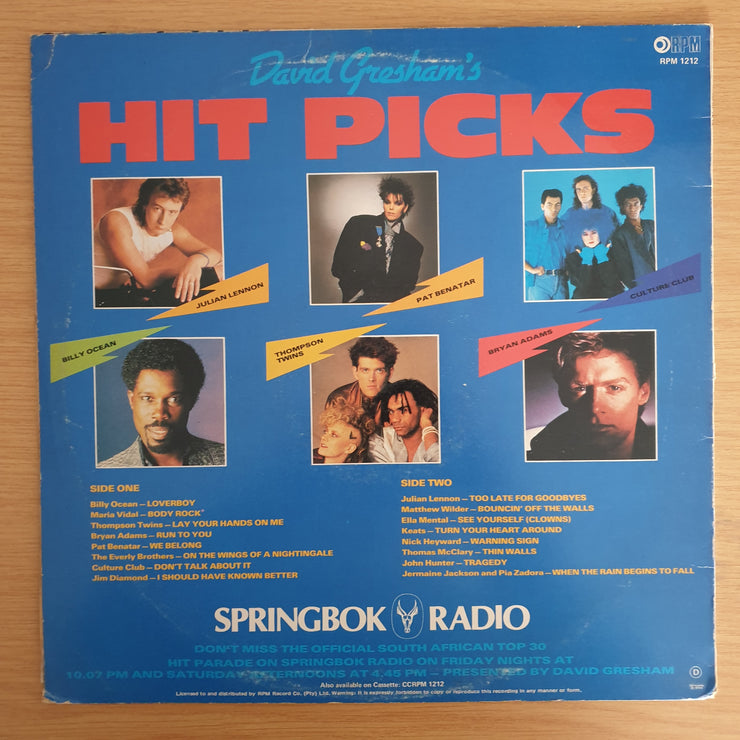 David Gresham's
RPM
RPM 1212
HIT PICKS
JULIAN LENNON
PAT BENATAR
CULTURE CLUB
BILLY OCEAN
THOMPSON
TWINS
BRYAN ADAMS
SIDE ONE
Billy Ocean – LOVERBOY
Maria Vidal – BODY ROCK*
Thompson Twins – LAY YOUR HANDS ON ME
Bryan Adams – RUN TO YOU
Pat Benatar – WE BELONG
The Everly Brothers – ON THE WINGS OF A NIGHTINGALE
Culture Club – DON'T TALK ABOUT IT
Jim Diamond – I SHOULD HAVE KNOWN BETTER
SIDE TWO
Julian Lennon – TOO LATE FOR GOODBYES
Matthew Wilder – BOUNCIN' OFF THE WALLS
Ella Mental – SEE YOURSELF (CLOWNS)
Keats – TURN YOUR HEART AROUND
Nick Heyward – WARNING SIGN
Thomas McClary – THIN WALLS
John Hunter – TRAGEDY
Jermaine Jackson and Pia Zadora – WHEN THE RAIN BEGINS TO FALL
SPRINGBOK RADIO
DON'T MISS THE OFFICIAL SOUTH AFRICAN TOP 30
HIT PARADE ON SPRINGBOK RADIO ON FRIDAY NIGHTS AT
10.07 PM AND SATURDAY AFTERNOONS AT 4.45 PM – PRESENTED BY DAVID GRESHAM
Also available on Cassette: CCRPM 1212
Licensed to and distributed by RPM Record Co. (Pty) Ltd. Warning: It is expressly forbidden to copy or reproduce this recording in any manner or form.
D